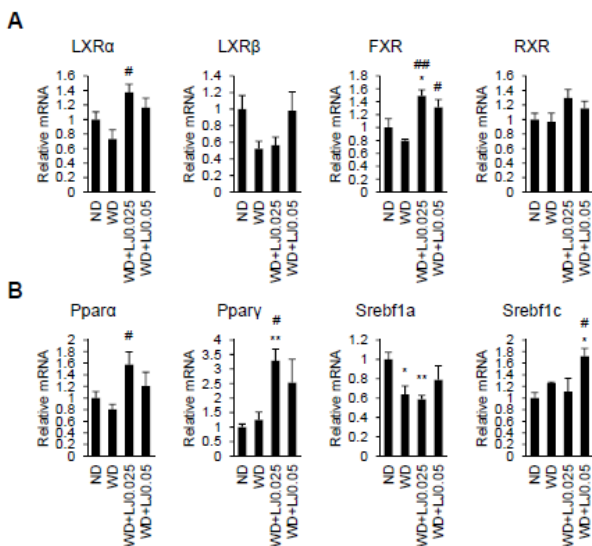 A
LXRα
LXRβ
FXR
RXR
Relative mRNA
1.6
1.4
1.2
1
0.8
0.6
0.4
0.2
0
#
ND
WD
WD+LJ0.025
WD+LJ0.05
Relative mRNA
1.4
1.2
1
0.8
0.6
0.4
0.2
0
ND
WD
WD+LJ0.025
WD+LJ0.05
Relative mRNA
1.8
1.6
1.4
1.2
1
0.8
0.6
0.4
0.2
0
##
*
#
ND
WD
WD+LJ0.025
WD+LJ0.05
Relative mRNA
1.6
1.4
1.2
1
0.8
0.6
0.4
0.2
0
ND
WD
WD+LJ0.025
WD+LJ0.05
B
Pparα
Pparγ
Srebf1a
Srebf1c
Relative mRNA
2
1.8
1.6
1.4
1.2
1
0.8
0.6
0.4
0.2
0
#
ND
WD
WD+LJ0.025
WD+LJ0.05
Relative mRNA
4
3.5
3
2.5
2
1.5
1
0.5
0
#
**
ND
WD
WD+LJ0.025
WD+LJ0.05
Relative mRNA
1.2
1
0.8
0.6
0.4
0.2
0
*
**
ND
WD
WD+LJ0.025
WD+LJ0.05
Relative mRNA
2
1.8
1.6
1.4
1.2
1
0.8
0.6
0.4
0.2
0
#
*
ND
WD
WD+LJ0.025
WD+LJ0.05